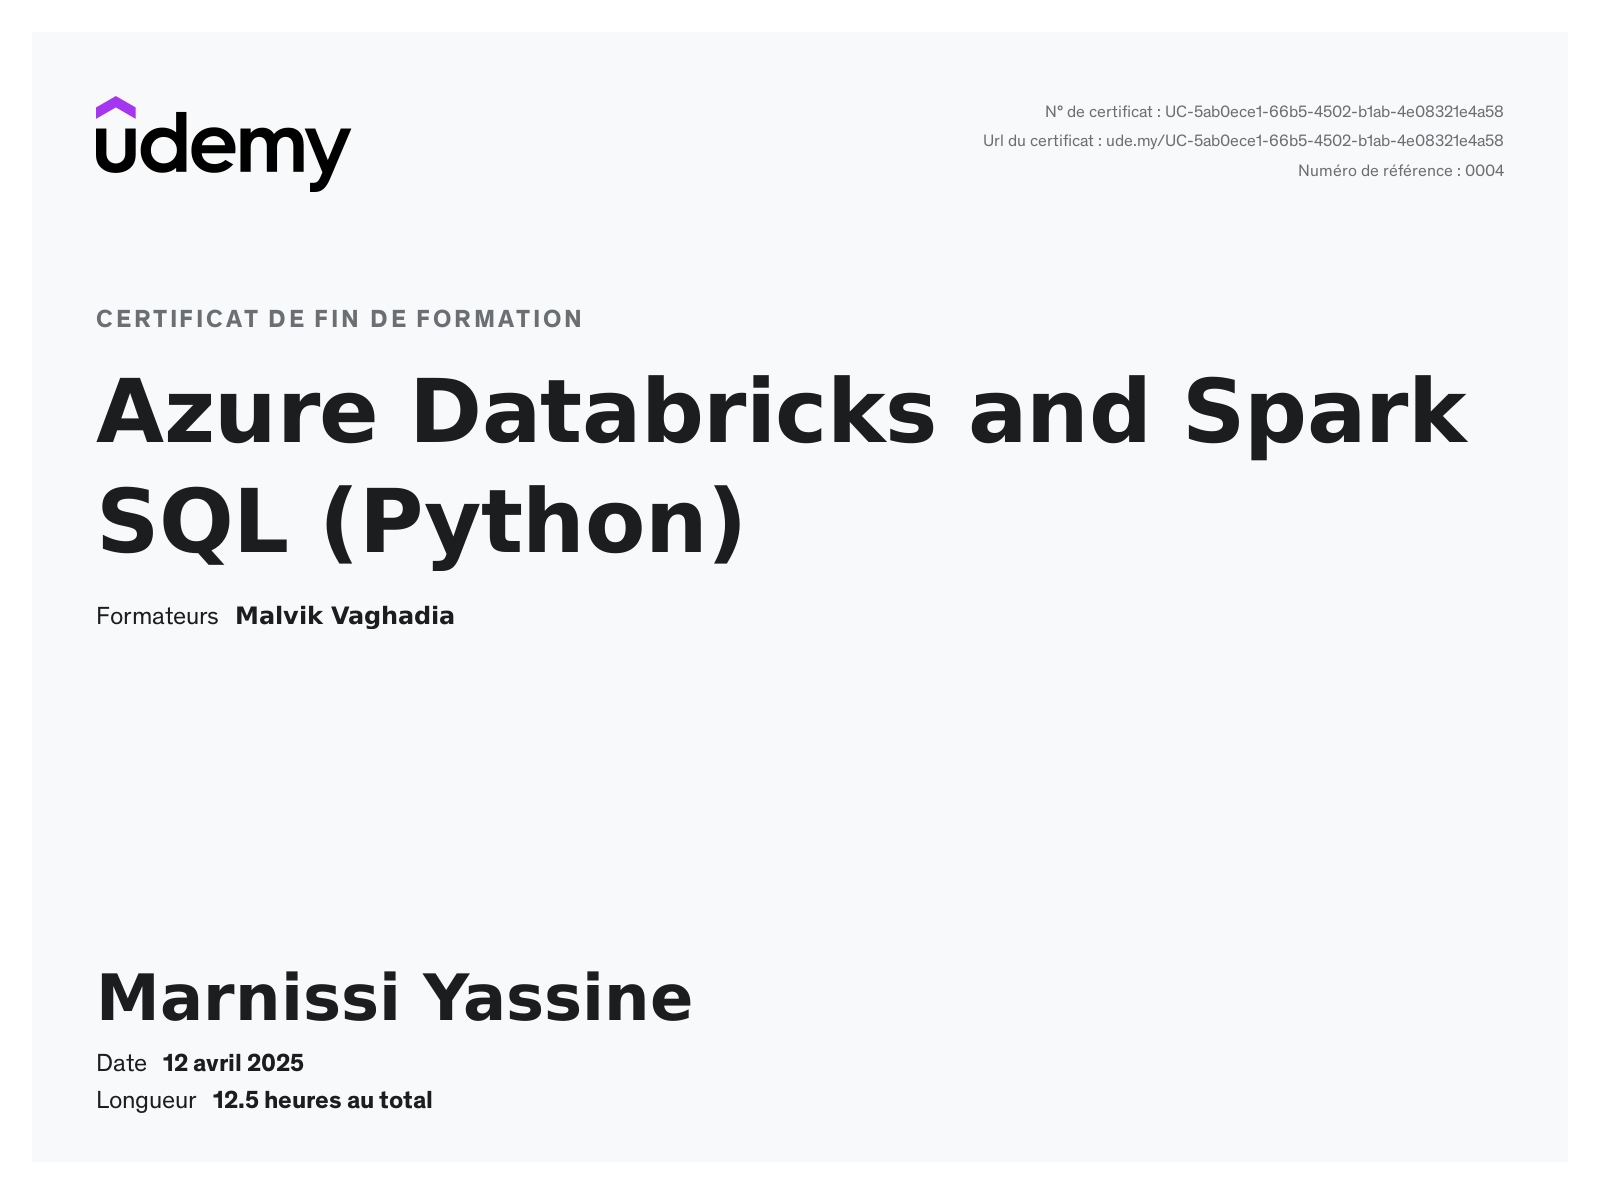 udemy
N° de certificat : UC-5ab0ece1-66b5-4502-b1ab-4e08321e4a58
Url du certificat : ude.my/UC-5ab0ece1-66b5-4502-b1ab-4e08321e4a58
Numéro de référence : 0004
CERTIFICAT DE FIN DE FORMATION
Azure Databricks and Spark
SQL (Python)
Formateurs Malvik Vaghadia
Marnissi Yassine
Date 12 avril 2025
Longueur 12.5 heures au total